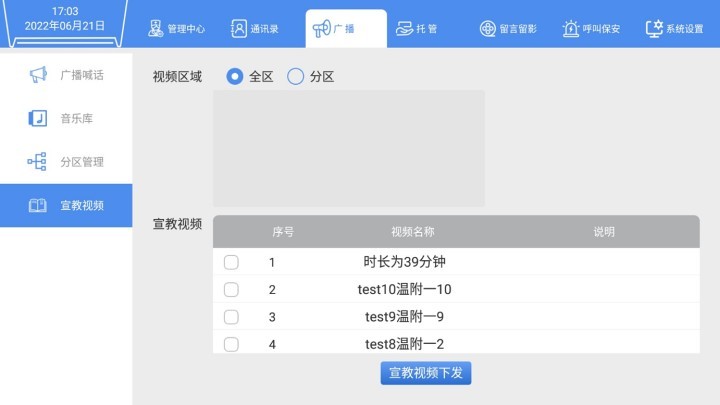 17:03
2022年06月21日
管理中心
通讯录
广播
托管
留言留影
呼叫保安
系统设置
广播喊话
音乐库
分区管理
宣教视频
视频区域 全区 分区
宣教视频
序号 视频名称 说明
1 时长为39分钟
2 test10温附一10
3 test9温附一9
4 test8温附一2
宣教视频下发